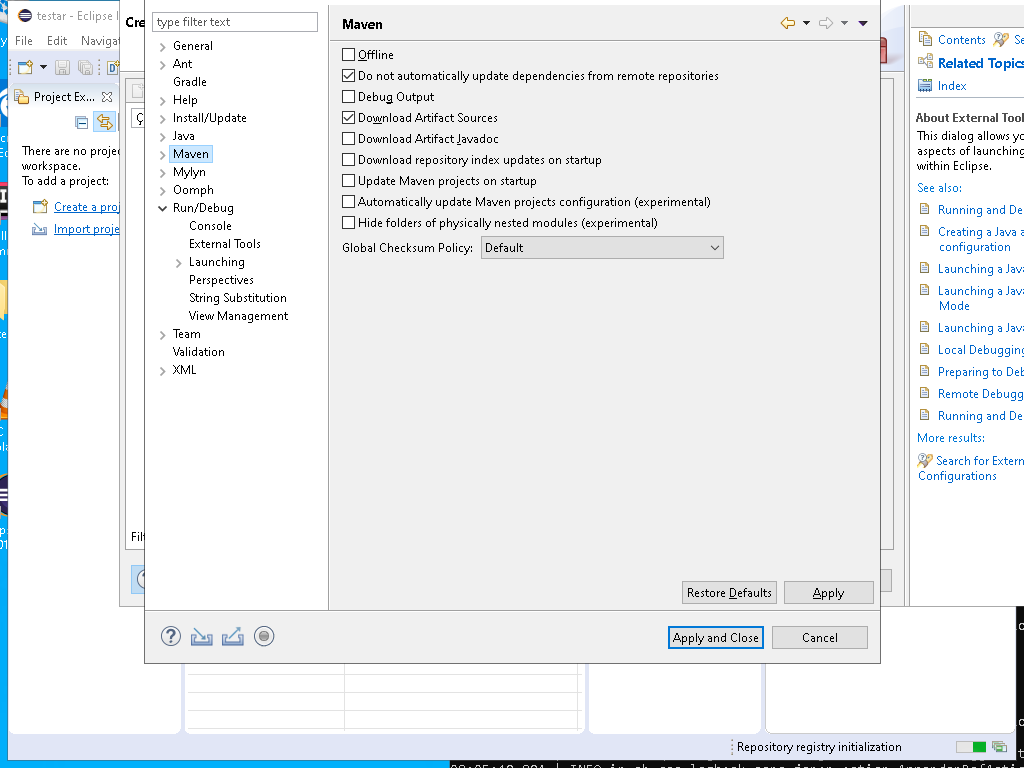 testar - Eclipse I
File Edit Navigat
Project Ex...
There are no proje
workspace.
To add a project:
Create a proj
Import proje
Cre
Filt
type filter text
General
Ant
Gradle
Help
Install/Update
Java
Maven
Mylyn
Oomph
Run/Debug
Console
External Tools
Launching
Perspectives
String Substitution
View Management
Team
Validation
XML
Maven
Offline
Do not automatically update dependencies from remote repositories
Debug Output
Download Artifact Sources
Download Artifact Javadoc
Download repository index updates on startup
Update Maven projects on startup
Automatically update Maven projects configuration (experimental)
Hide folders of physically nested modules (experimental)
Global Checksum Policy: Default
Restore Defaults Apply
Apply and Close Cancel
Contents Se
Related Topics
Index
About External Tool
This dialog allows yo
aspects of launching
within Eclipse.
See also:
Running and De
Creating a Java a
configuration
Launching a Java
Launching a Java
Mode
Launching a Java
Local Debugging
Preparing to Deb
Remote Debugg
Running and De
More results:
Search for Extern
Configurations
Repository registry initialization